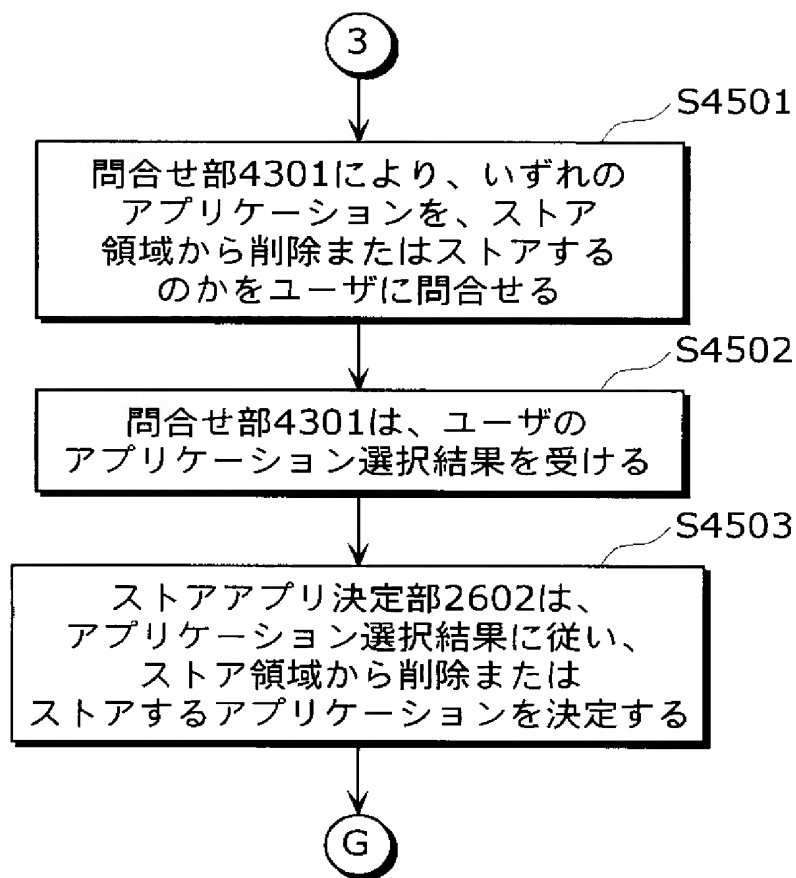 3
S4501
問合せ部4301により、いずれの
アプリケーションを、ストア
領域から削除またはストアする
のかをユーザに問合せる
S4502
問合せ部4301は、ユーザの
アプリケーション選択結果を受ける
S4503
ストアアプリ決定部2602は、
アプリケーション選択結果に従い、
ストア領域から削除または
ストアするアプリケーションを決定する
G